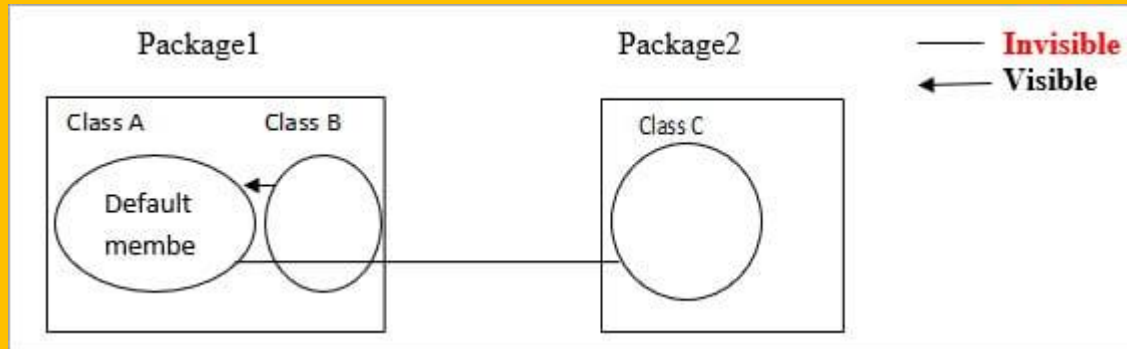 Package1
Package2
Invisible
Visible
Class A
Class B
Class C
Default
membe